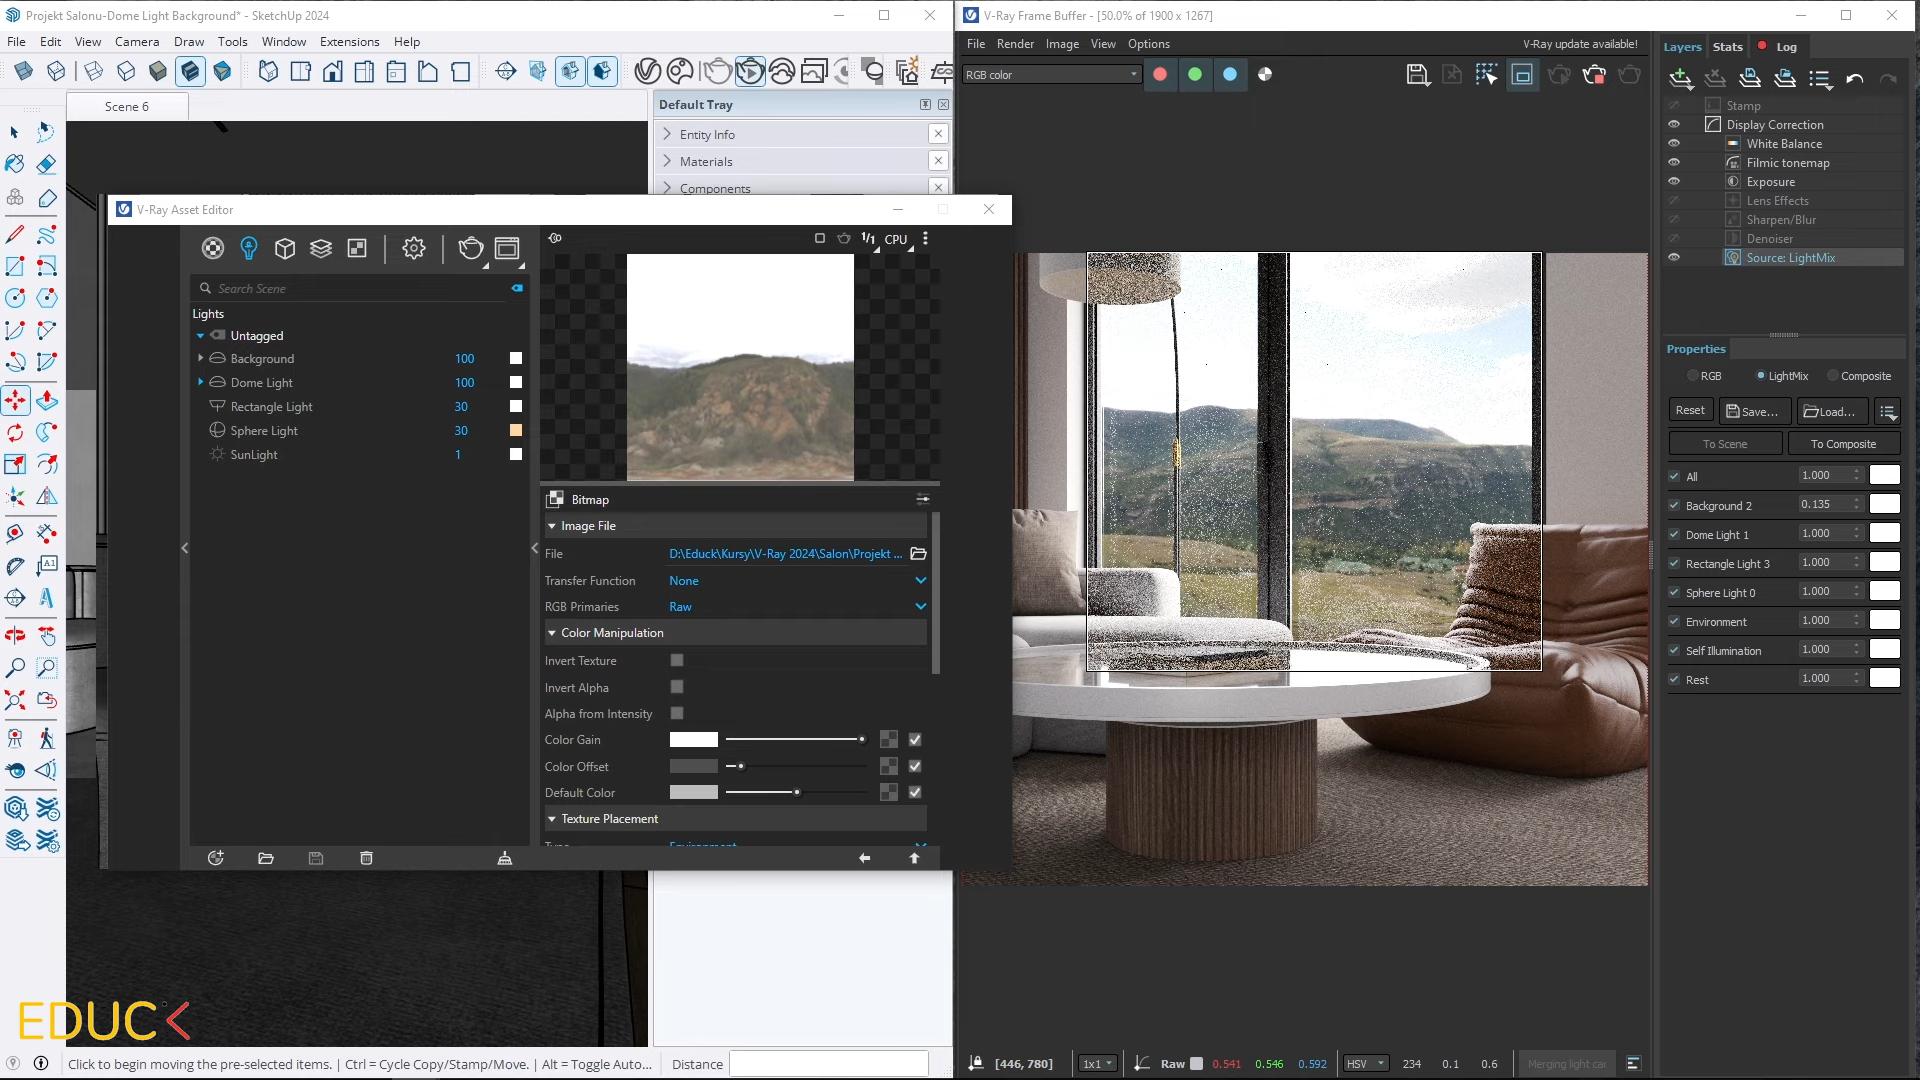 Projekt Salonu-Dome Light Background* - SketchUp 2024
File Edit View Camera Draw Tools Window Extensions Help
Scene 6
Default Tray
Entity Info
Materials
Components
V-Ray Asset Editor
1/1 CPU
Search Scene
Lights
Untagged
Background 100
Dome Light 100
Rectangle Light 30
Sphere Light 30
SunLight 1
Bitmap
Image File
File D:\Educk\Kursy\V-Ray 2024\Salon\Projekt ...
Transfer Function None
RGB Primaries Raw
Color Manipulation
Invert Texture
Invert Alpha
Alpha from Intensity
Color Gain
Color Offset
Default Color
Texture Placement
A1
EDUCK
Click to begin moving the pre-selected items. | Ctrl = Cycle Copy/Stamp/Move. | Alt = Toggle Auto... Distance
V-Ray Frame Buffer - [50.0% of 1900 x 1267]
File Render Image View Options V-Ray update available!
RGB color
Layers Stats Log
Stamp
Display Correction
White Balance
Filmic tonemap
Exposure
Lens Effects
Sharpen/Blur
Denoiser
Source: LightMix
Properties
RGB LightMix Composite
Reset Save... Load...
To Scene To Composite
All 1.000
Background 2 0.135
Dome Light 1 1.000
Rectangle Light 3 1.000
Sphere Light 0 1.000
Environment 1.000
Self Illumination 1.000
Rest 1.000
[446, 780] 1x1 Raw 0.541 0.546 0.592 HSV 234 0.1 0.6 Merging light